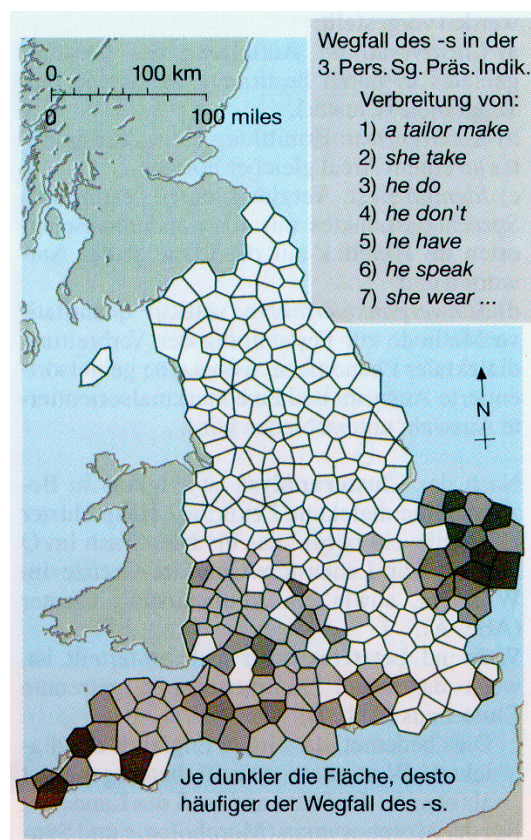 Wegfall des -s in der
3. Pers. Sg. Präs. Indik.
Verbreitung von:
1) a tailor make
2) she take
3) he do
4) he don't
5) he have
6) he speak
7) she wear ...
0 100 km
0 100 miles
N
Je dunkler die Fläche, desto
häufiger der Wegfall des -s.